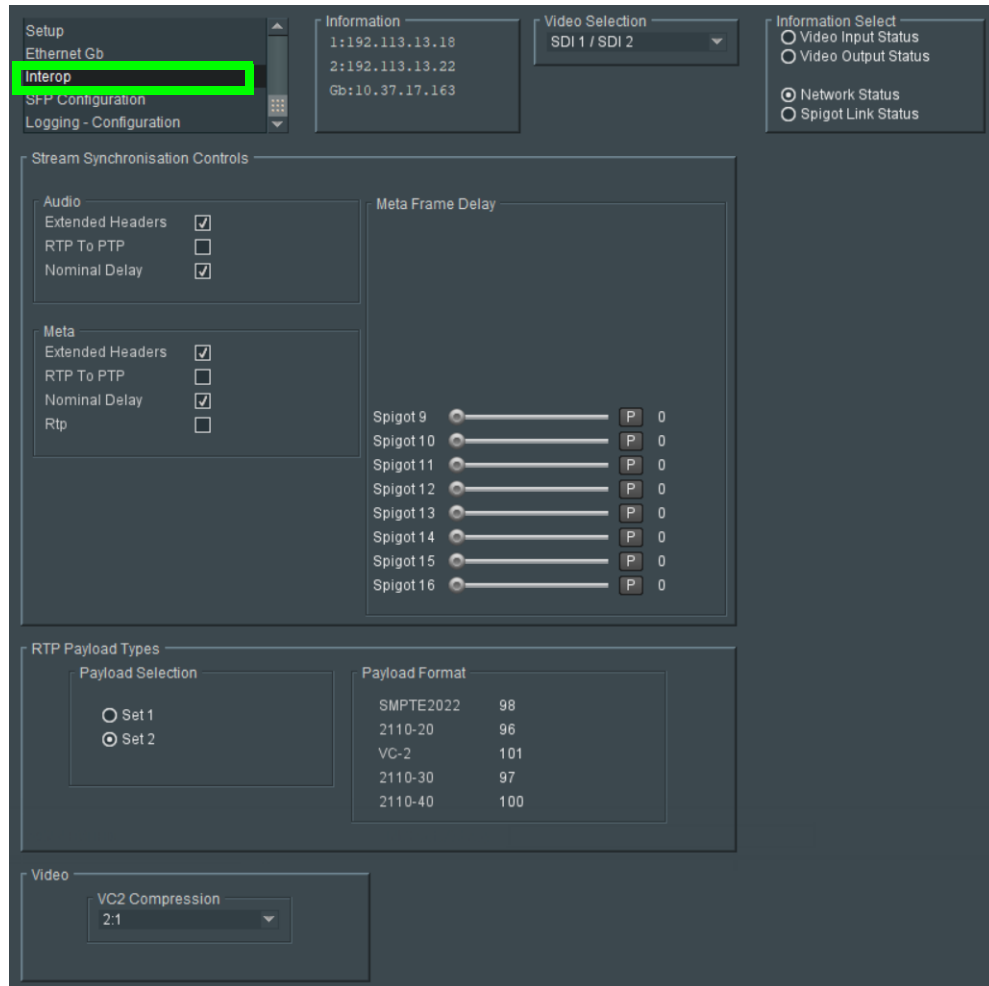 Setup
Ethernet Gb
Interop
SFP Configuration
Logging - Configuration
Information
1:192.113.13.18
2:192.113.13.22
Gb:10.37.17.163
Video Selection
SDI 1 / SDI 2
Information Select
Video Input Status
Video Output Status
Network Status
Spigot Link Status
Stream Synchronisation Controls
Audio
Extended Headers
RTP To PTP
Nominal Delay
Meta
Extended Headers
RTP To PTP
Nominal Delay
Rtp
Meta Frame Delay
Spigot 9 P 0
Spigot 10 P 0
Spigot 11 P 0
Spigot 12 P 0
Spigot 13 P 0
Spigot 14 P 0
Spigot 15 P 0
Spigot 16 P 0
RTP Payload Types
Payload Selection
Set 1
Set 2
Payload Format
SMPTE2022 98
2110-20 96
VC-2 101
2110-30 97
2110-40 100
Video
VC2 Compression
2:1